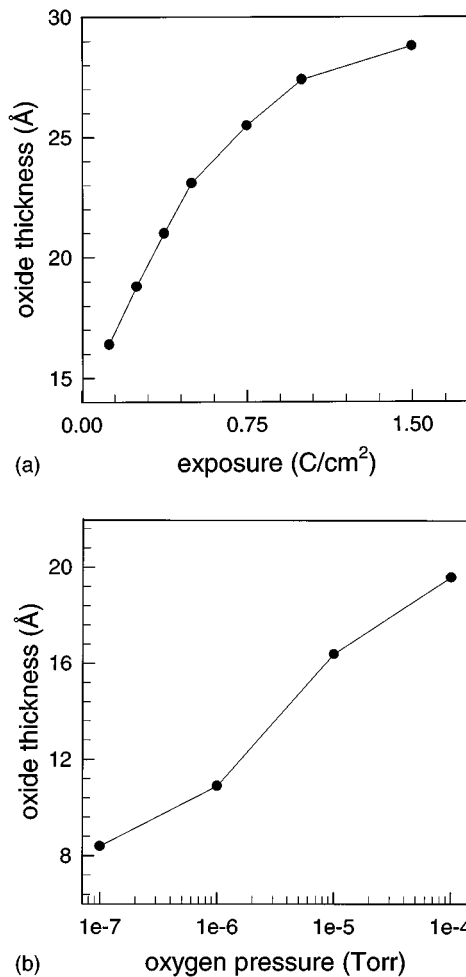 30
25
21
15
oxide thickness (Å)
0.00 0.75 1.50
(a) exposure (C/cm²)
20
16
12
8
oxide thickness (Å)
1e-7 1e-6 1e-5 1e-4
(b) oxygen pressure (Torr)